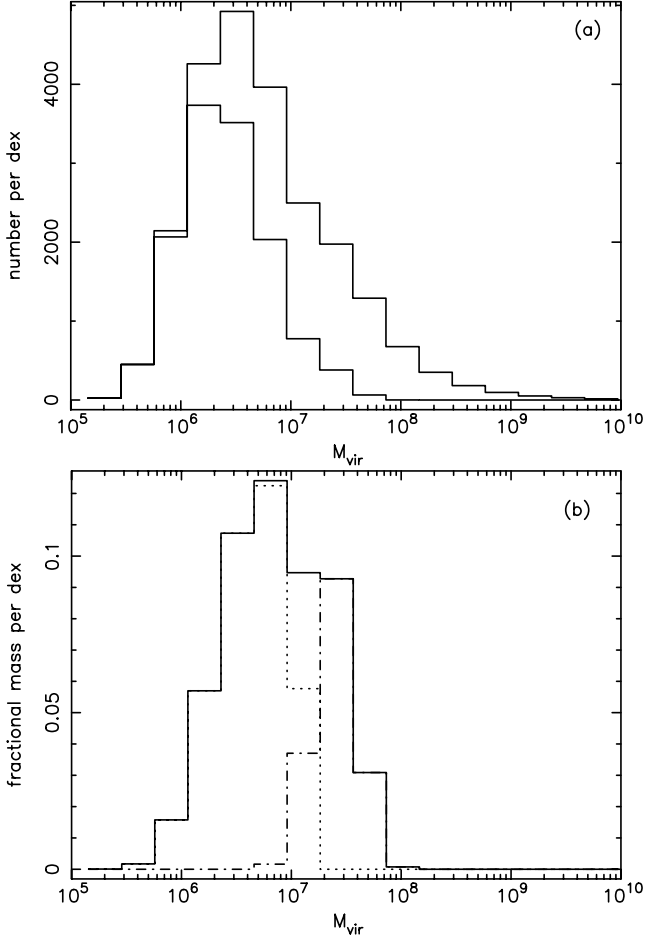 (a)
number per dex
4000
2000
0
10^5 10^6 10^7 10^8 10^9 10^10
M_vir
(b)
fractional mass per dex
0.1
0.05
0
10^5 10^6 10^7 10^8 10^9 10^10
M_vir